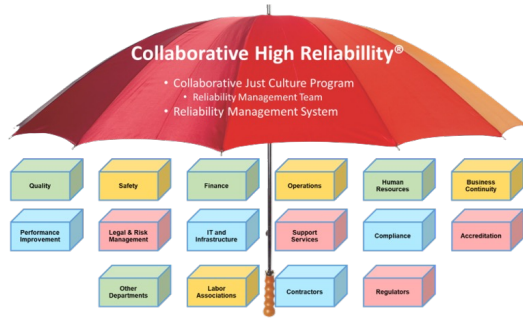 Collaborative High Reliabillity®
• Collaborative Just Culture Program
• Reliability Management Team
• Reliability Management System
Quality
Safety
Finance
Operations
Human
Resources
Business
Continuity
Performance
Improvement
Legal & Risk
Management
IT and
Infrastructure
Support
Services
Compliance
Accreditation
Other
Departments
Labor
Associations
Contractors
Regulators